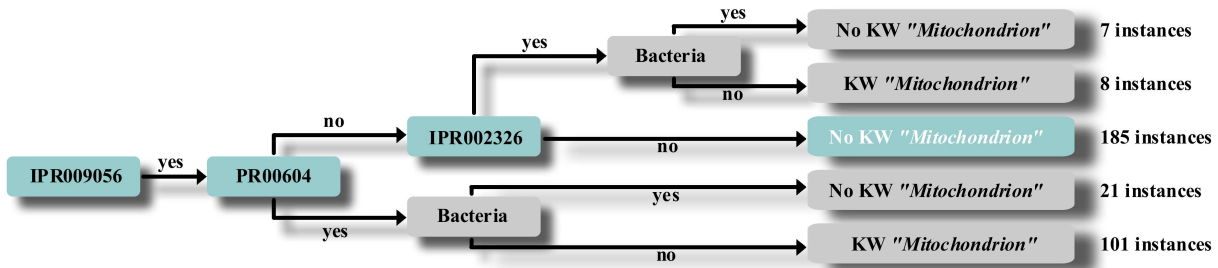 yes
No KW "Mitochondrion"
7 instances
yes
Bacteria
no
KW "Mitochondrion"
8 instances
no
IPR002326
no
No KW "Mitochondrion"
185 instances
IPR009056
yes
PR00604
yes
No KW "Mitochondrion"
21 instances
yes
Bacteria
no
KW "Mitochondrion"
101 instances